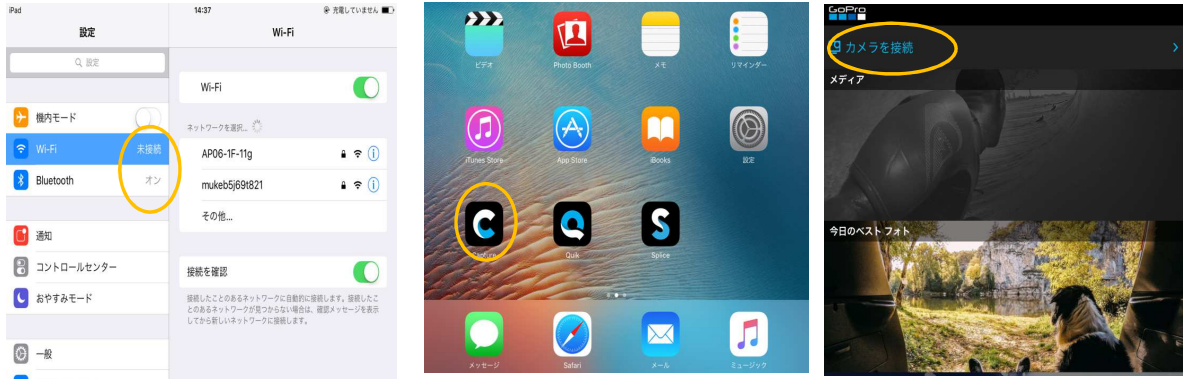 iPad
14:37
充電していません
設定
Wi-Fi
設定
機内モード
Wi-Fi
未接続
Bluetooth
オン
通知
コントロールセンター
おやすみモード
一般
Wi-Fi
ネットワークを選択...
AP06-1F-11g
mukeb5j69t821
その他...
接続を確認
接続したことのあるネットワークに自動的に接続します。接続したこ
とのあるネットワークが見つからない場合は、確認メッセージを表示
してから新しいネットワークに接続します。
ビデオ
Photo Booth
メモ
リマインダー
iTunes Store
App Store
iBooks
設定
Capture
Quik
Splice
メッセージ
Safari
メール
ミュージック
GoPro
カメラを接続
メディア
今日のベスト フォト